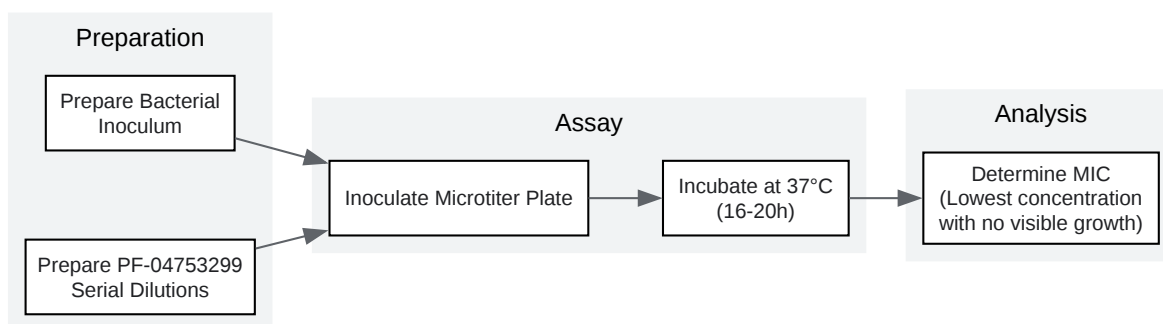 Preparation
Prepare Bacterial
Inoculum
Prepare PF-04753299
Serial Dilutions
Assay
Inoculate Microtiter Plate
Incubate at 37°C
(16-20h)
Analysis
Determine MIC
(Lowest concentration
with no visible growth)